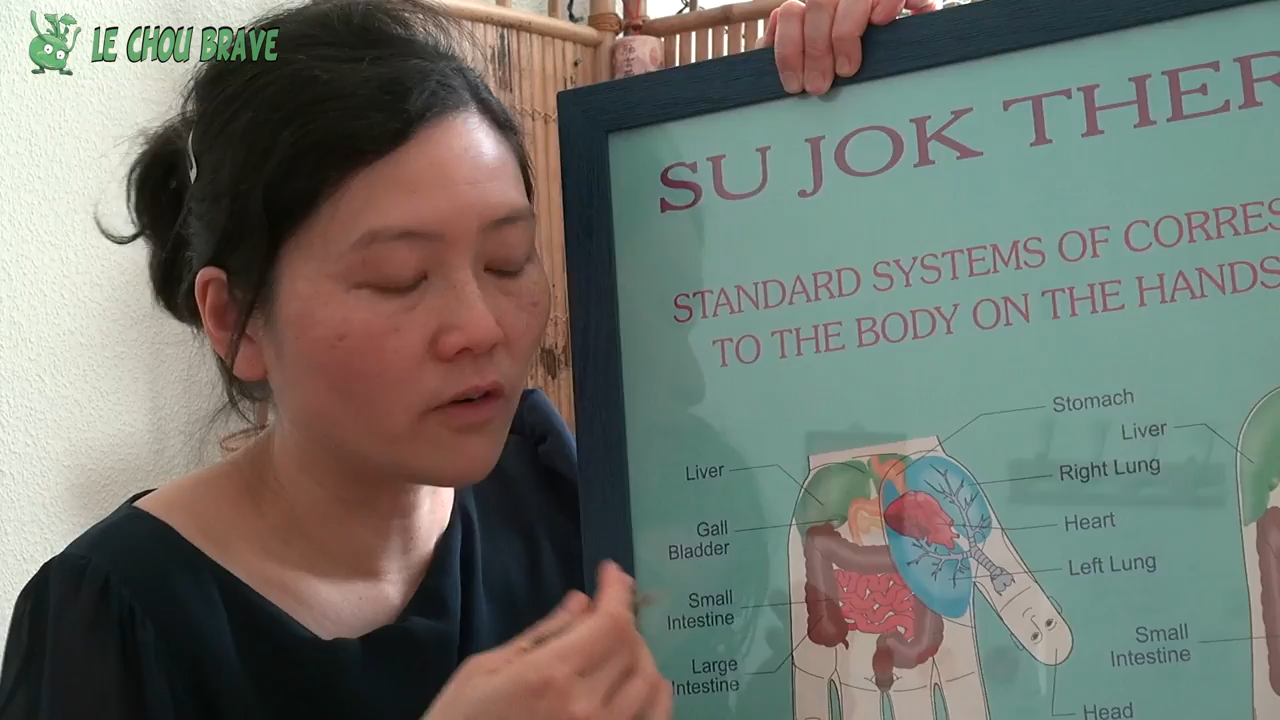 LE CHOU BRAVE
SU JOK THER
STANDARD SYSTEMS OF CORRES
TO THE BODY ON THE HANDS
Stomach
Liver
Right Lung
Liver
Heart
Gall
Bladder
Left Lung
Small
Intestine
Small
Intestine
Large
Intestine
Head